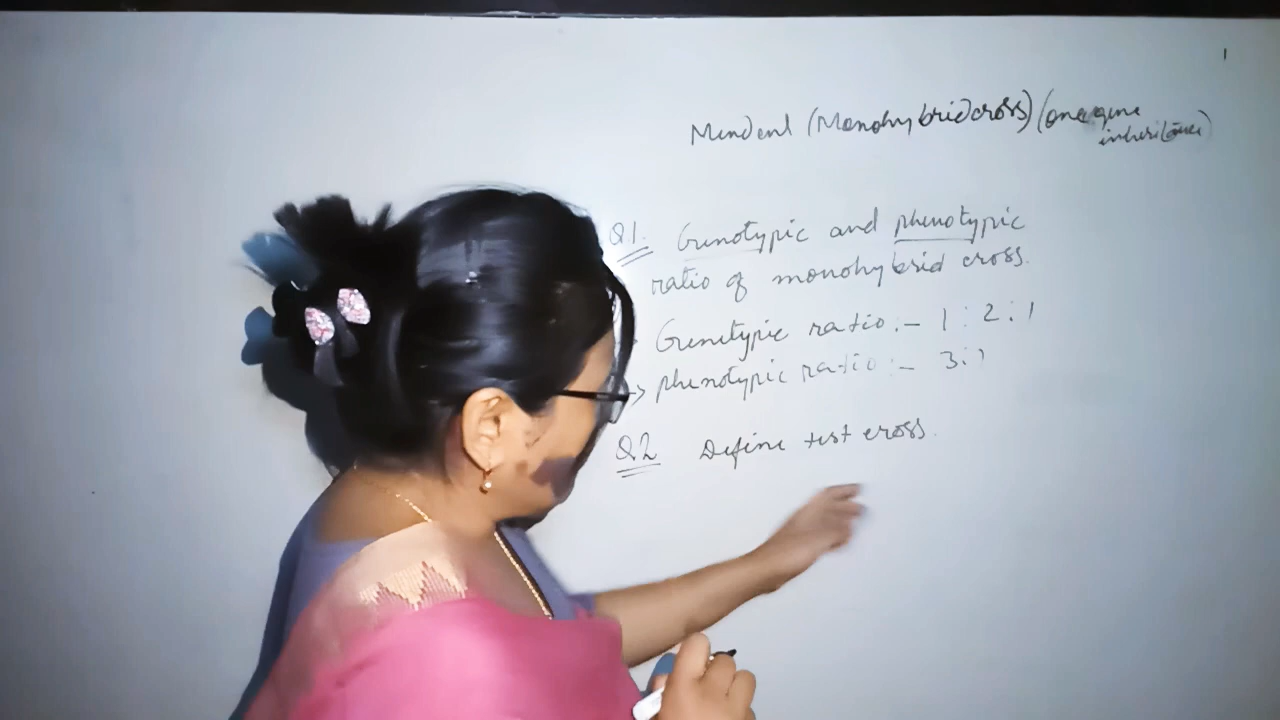 1
Mendel (Monohybrid cross) (one gene
inheritance)
Q1. Genotypic and phenotypic
ratio of monohybrid cross.
Genotypic ratio :- 1 : 2 : 1
→ phenotypic ratio :- 3:1
Q2 Define test cross.